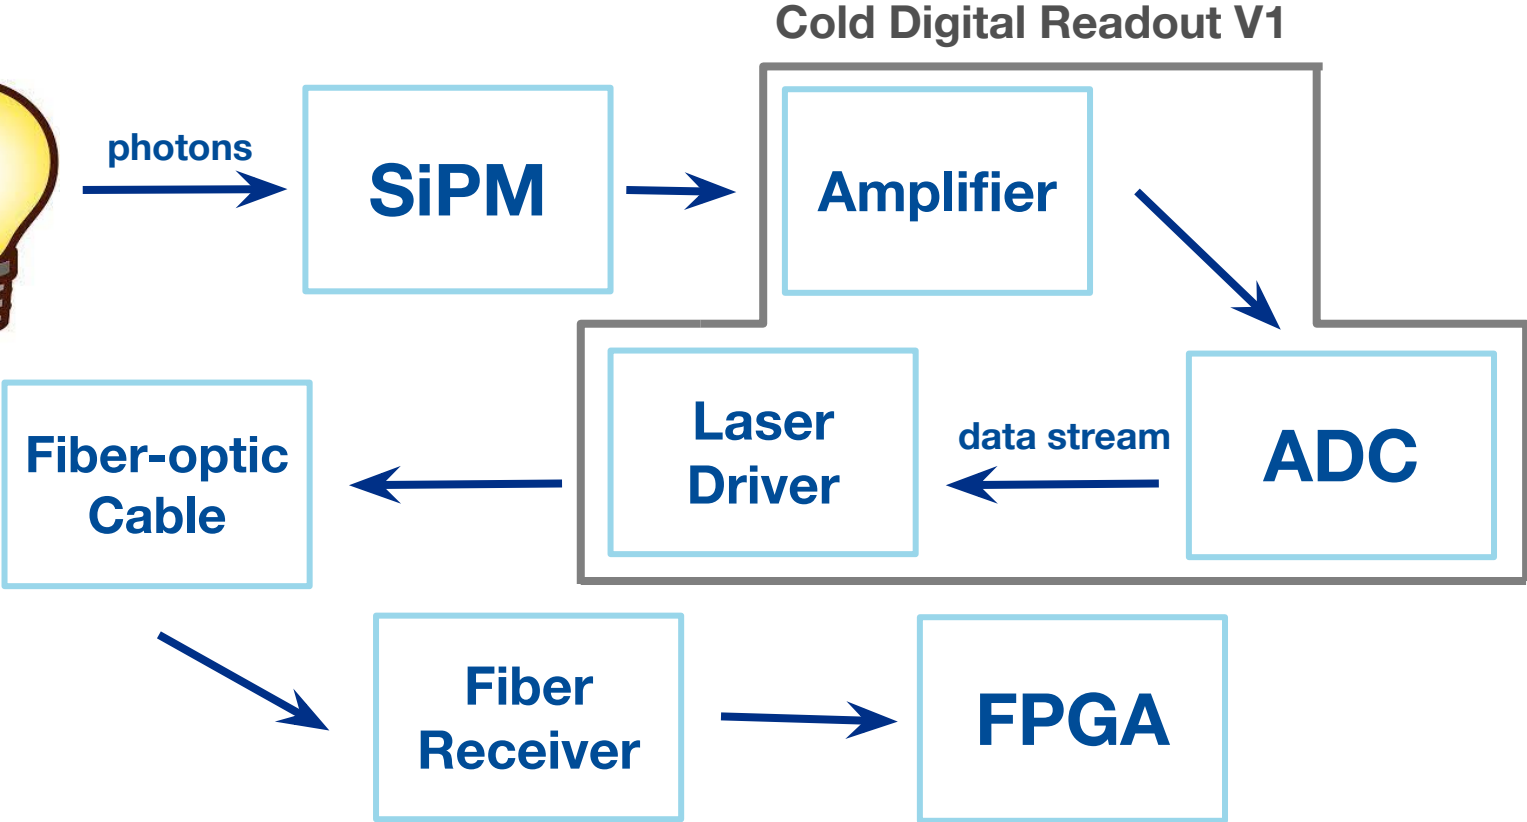 Cold Digital Readout V1
photons
SiPM
Amplifier
Fiber-optic
Cable
Laser
Driver
data stream
ADC
Fiber
Receiver
FPGA